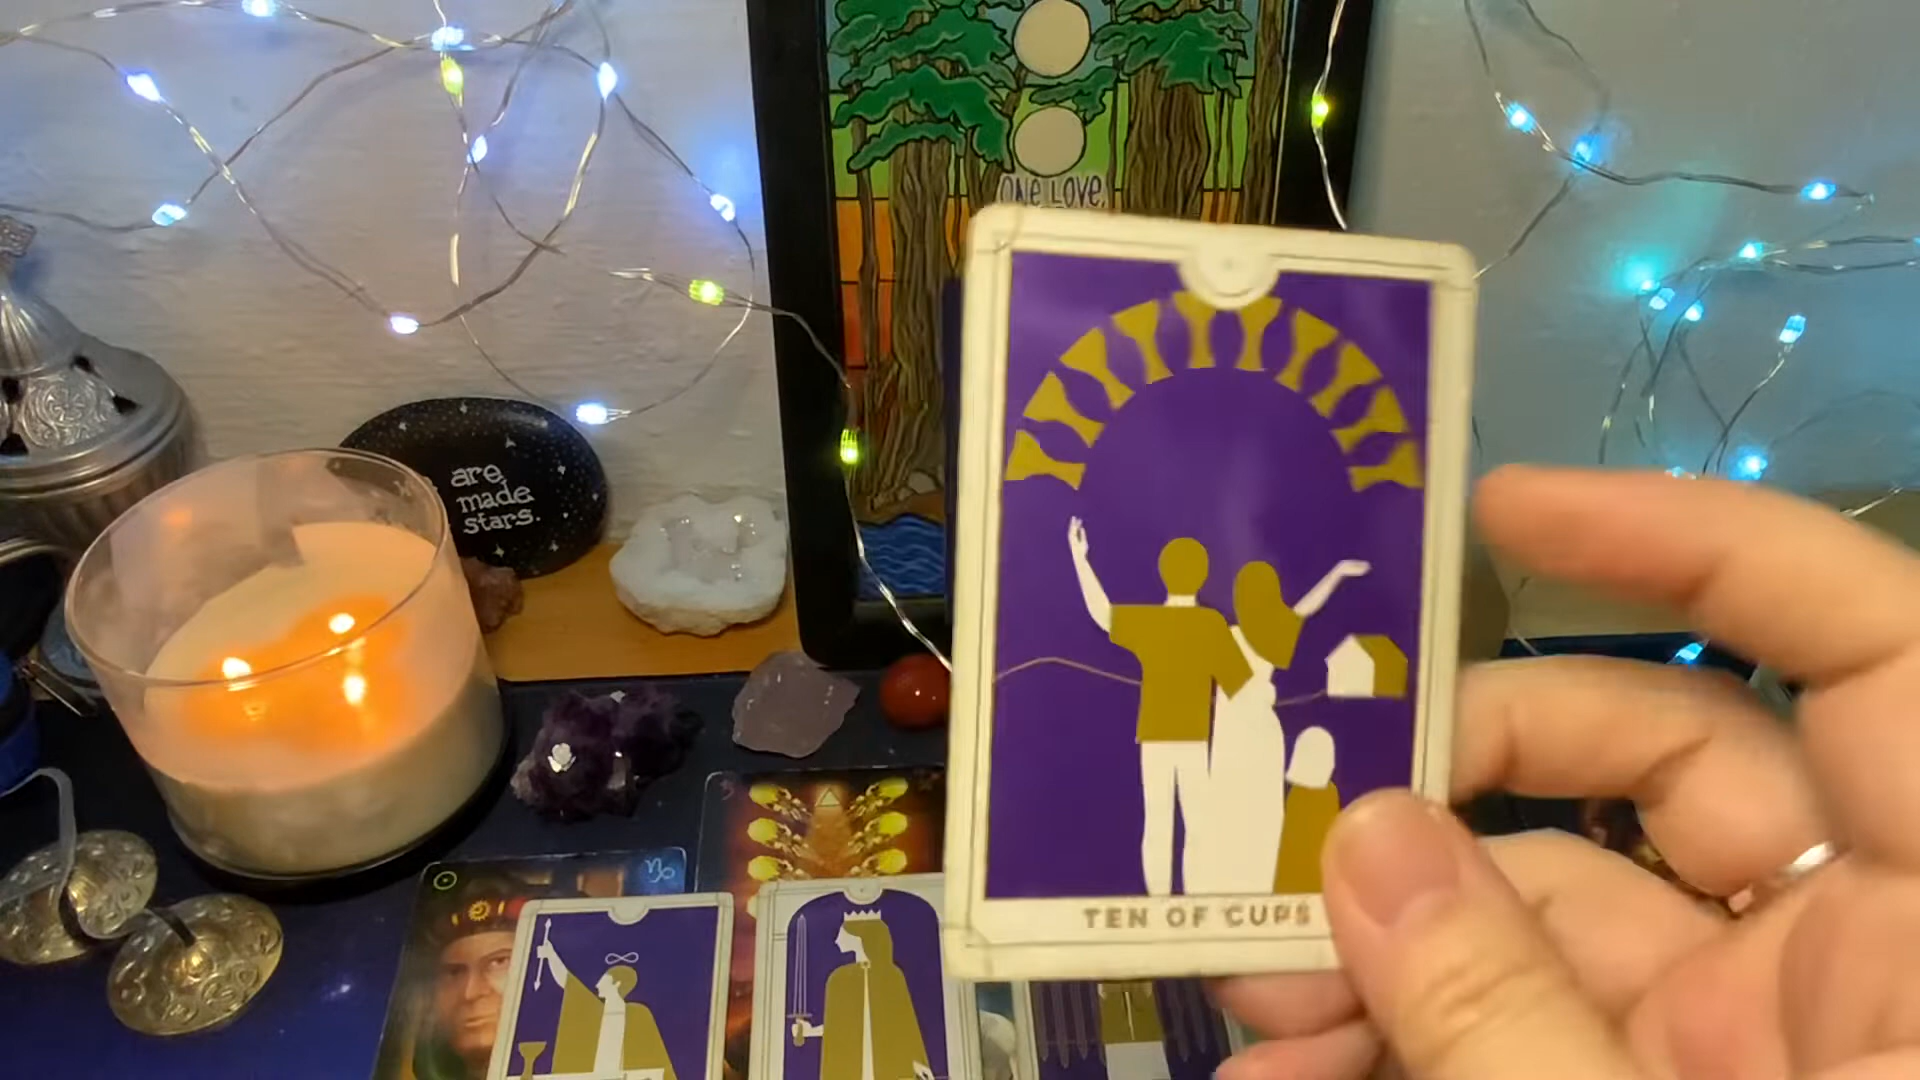 ONE LOVE,
are
made
stars.
TEN OF CUPS